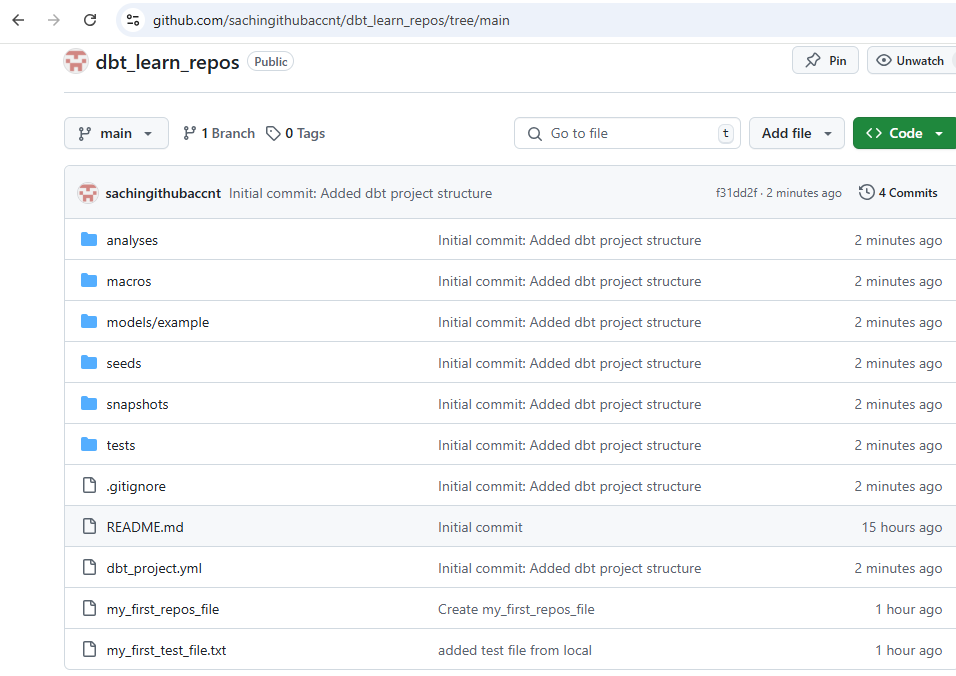 github.com/sachingithubaccnt/dbt_learn_repos/tree/main
dbt_learn_repos Public Pin Unwatch
main 1 Branch 0 Tags Go to file t Add file Code
sachingithubaccnt Initial commit: Added dbt project structure f31dd2f · 2 minutes ago 4 Commits
analyses Initial commit: Added dbt project structure 2 minutes ago
macros Initial commit: Added dbt project structure 2 minutes ago
models/example Initial commit: Added dbt project structure 2 minutes ago
seeds Initial commit: Added dbt project structure 2 minutes ago
snapshots Initial commit: Added dbt project structure 2 minutes ago
tests Initial commit: Added dbt project structure 2 minutes ago
.gitignore Initial commit: Added dbt project structure 2 minutes ago
README.md Initial commit 15 hours ago
dbt_project.yml Initial commit: Added dbt project structure 2 minutes ago
my_first_repos_file Create my_first_repos_file 1 hour ago
my_first_test_file.txt added test file from local 1 hour ago